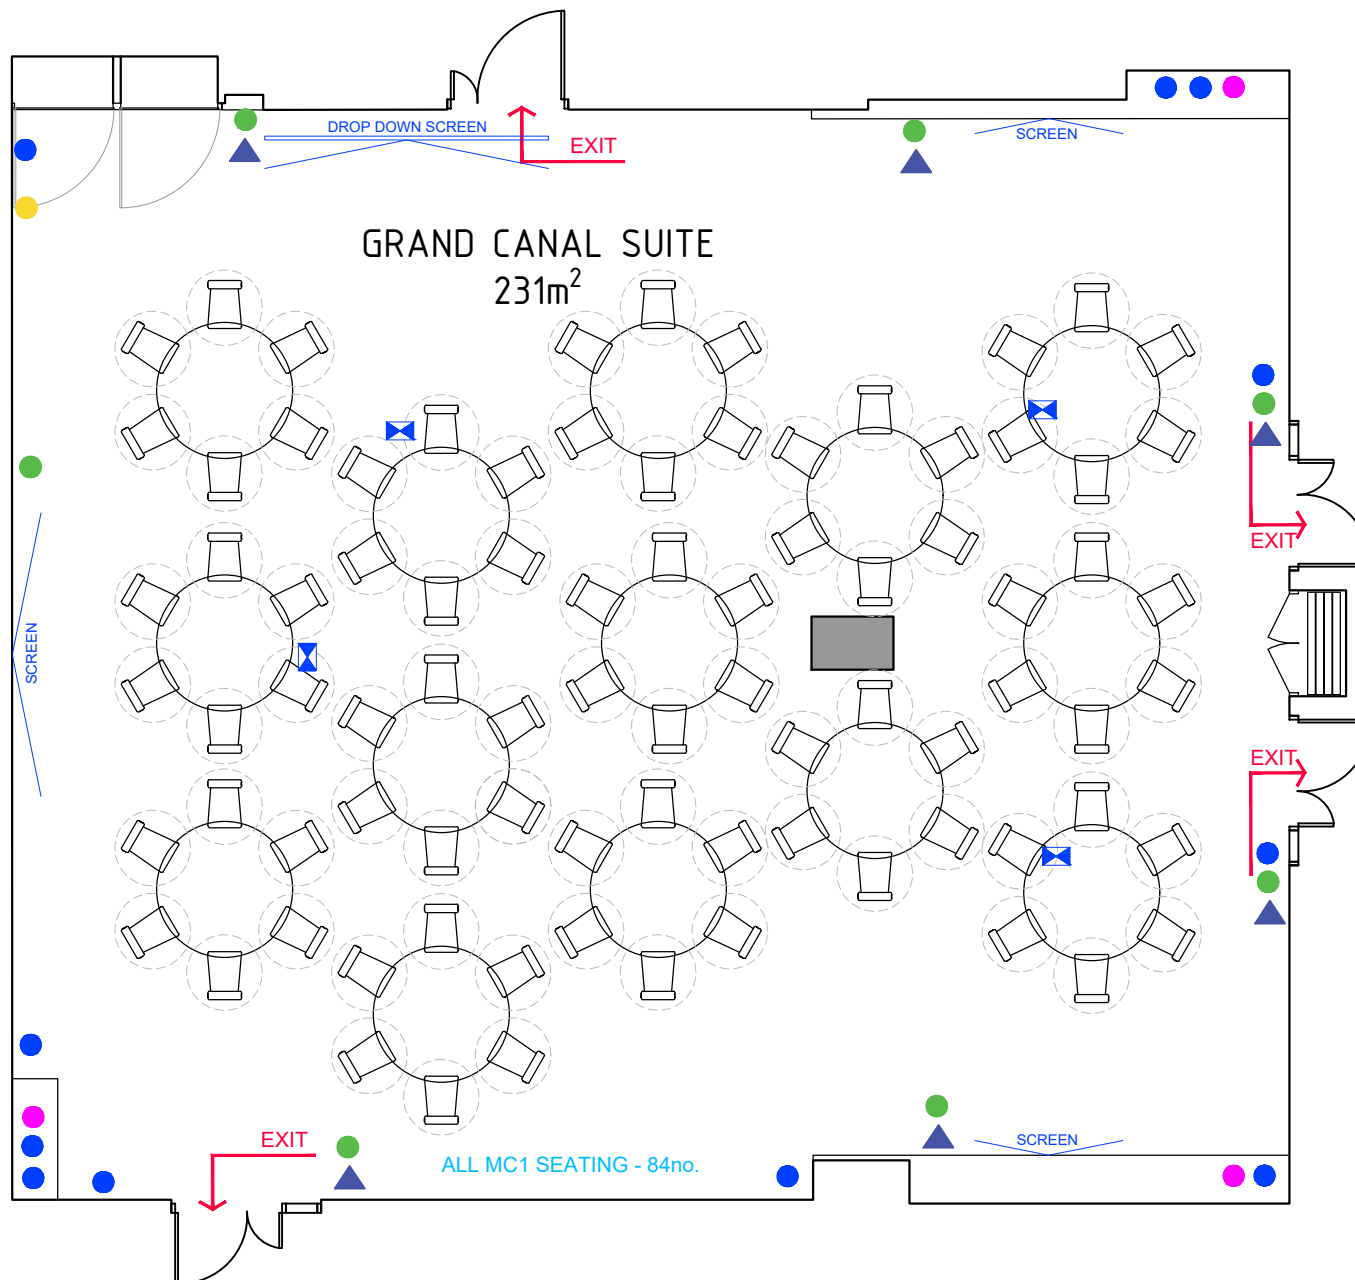 DROP DOWN SCREEN
EXIT
SCREEN
GRAND CANAL SUITE
231m²
EXIT
SCREEN
EXIT
EXIT
SCREEN
ALL MC1 SEATING - 84no.